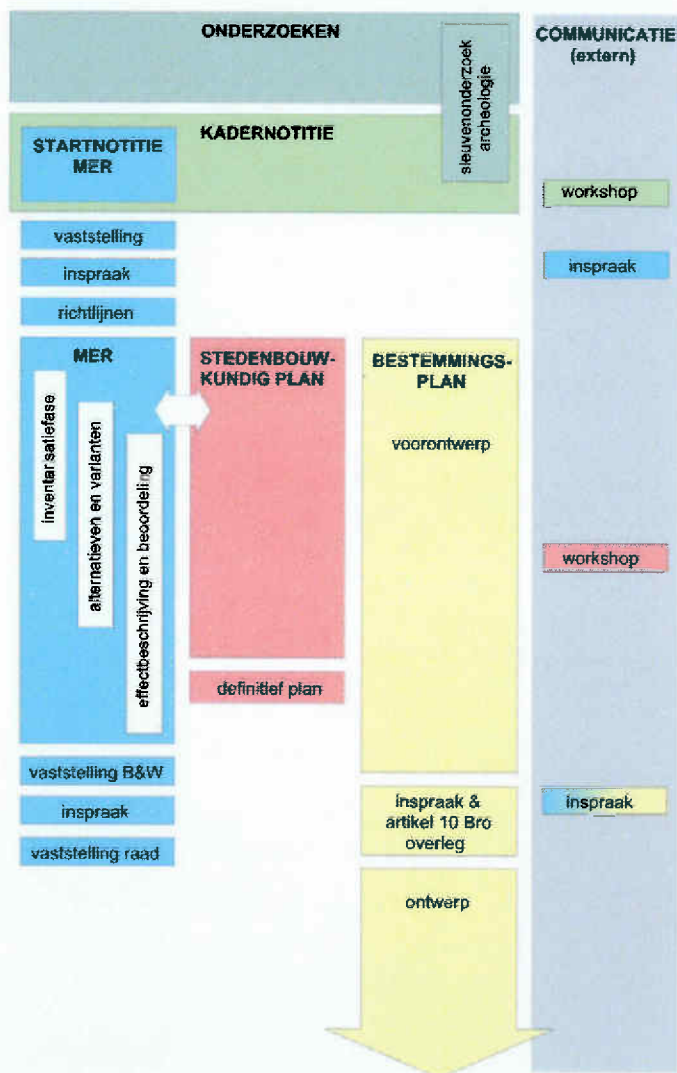 ONDERZOEKEN
COMMUNICATIE
(extern)
sleuvenonderzoek
archeologie
KADERNOTITIE
STARTNOTITIE
MER
workshop
vaststelling
inspraak
inspraak
richtlijnen
MER
STEDENBOUW-
KUNDIG PLAN
BESTEMMINGS-
PLAN
inventar satiefase
alternatieven en varianten
effectbeschrijving en beoordeling
voorontwerp
workshop
definitief plan
vaststelling B&W
inspraak
vaststelling raad
inspraak &
artikel 10 Bro
overleg
inspraak
ontwerp